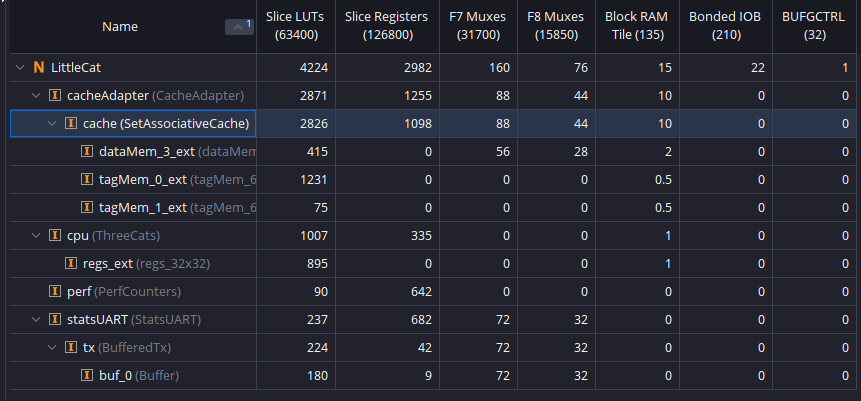 Name 1 Slice LUTs (63400) Slice Registers (126800) F7 Muxes (31700) F8 Muxes (15850) Block RAM Tile (135) Bonded IOB (210) BUFGCTRL (32)
N LittleCat 4224 2982 160 76 15 22 1
I cacheAdapter (CacheAdapter) 2871 1255 88 44 10 0 0
I cache (SetAssociativeCache) 2826 1098 88 44 10 0 0
I dataMem_3_ext (dataMem 415 0 56 28 2 0 0
I tagMem_0_ext (tagMem_6 1231 0 0 0 0.5 0 0
I tagMem_1_ext (tagMem_6 75 0 0 0 0.5 0 0
I cpu (ThreeCats) 1007 335 0 0 1 0 0
I regs_ext (regs_32x32) 895 0 0 0 1 0 0
I perf (PerfCounters) 90 642 0 0 0 0 0
I statsUART (StatsUART) 237 682 72 32 0 0 0
I tx (BufferedTx) 224 42 72 32 0 0 0
I buf_0 (Buffer) 180 9 72 32 0 0 0